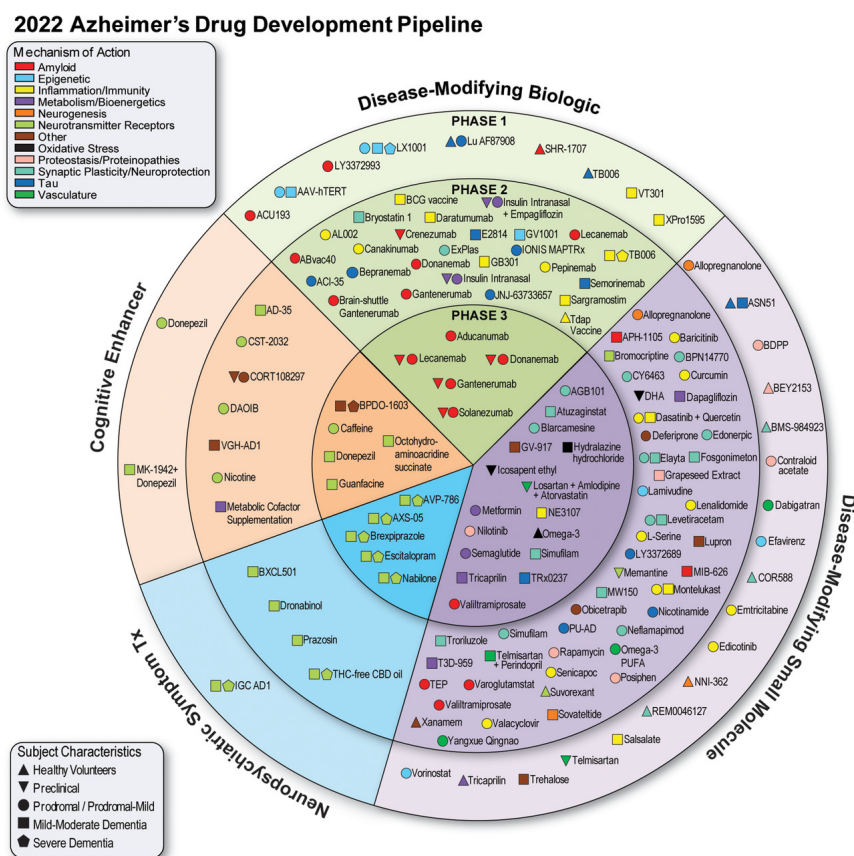 2022 Azheimer's Drug Development Pipeline
Mechanism of Action
Amyloid
Epigenetic
Inflammation/Immunity
Metabolism/Bioenergetics
Neurogenesis
Neurotransmitter Receptors
Other
Oxidative Stress
Proteostasis/Proteinopathies
Synaptic Plasticity/Neuroprotection
Tau
Vasculature
Disease-Modifying Biologic
PHASE 1
LX1001
Lu AF87908
SHR-1707
LY3372993
TB006
AAV-hTERT
VT301
ACU193
XPro1595
PHASE 2
BCG vaccine
Insulin Intranasal
+ Empagliflozin
Bryostatin 1
Daratumumab
AL002
Crenezumab
E2814
GV1001
Lecanemab
Canakinumab
ExPlas
IONIS MAPTRx
ABvac40
Donanemab
GB301
TB006
Bepranemab
Pepinemab
ACI-35
Insulin Intranasal
Semorinemab
Brain-shuttle
Gantenerumab
Gantenerumab
JNJ-63733657
Sargramostim
Tdap
Vaccine
PHASE 3
Aducanumab
Lecanemab
Donanemab
Gantenerumab
Solanezumab
Cognitive Enhancer
Donepezil
MK-1942+
Donepezil
AD-35
CST-2032
CORT108297
DAOIB
VGH-AD1
Nicotine
Metabolic Cofactor
Supplementation
BPDO-1603
Caffeine
Octohydro-
aminoacridine
succinate
Donepezil
Guanfacine
Neuropsychiatric Symptom Tx
AVP-786
AXS-05
Brexpiprazole
Escitalopram
Nabilone
BXCL501
Dronabinol
Prazosin
THC-free CBD oil
IGC AD1
Disease-Modifying Small Molecule
AGB101
Atuzaginstat
Blarcamesine
GV-917
Hydralazine
hydrochloride
Icosapent ethyl
Losartan + Amlodipine
+ Atorvastatin
Metformin
NE3107
Nilotinib
Omega-3
Semaglutide
Simufilam
Tricaprilin
TRx0237
Valiltramiprosate
Allopregnanolone
APH-1105
Baricitinib
Bromocriptine
BPN14770
CY6463
Curcumin
DHA
Dapagliflozin
Dasatinib + Quercetin
Deferiprone
Edonerpic
Elayta
Fosgonimeton
Grapeseed Extract
Lamivudine
Lenalidomide
Levetiracetam
L-Serine
Lupron
LY3372689
Memantine
MIB-626
MW150
Montelukast
Obicetrapib
Nicotinamide
PU-AD
Neflamapimod
Simufilam
Troriluzole
Rapamycin
Omega-3
PUFA
Telmisartan
+ Perindopril
T3D-959
Senicapoc
Posiphen
TEP
Varoglutamstat
Suvorexant
Valiltramiprosate
Sovateltide
Xanamem
Valacyclovir
Yangxue Qingnao
Allopregnanolone
ASN51
BDPP
BEY2153
BMS-984923
Contraloid
acetate
Dabigatran
Efavirenz
COR588
Emtricitabine
Edicotinib
NNI-362
REM0046127
Salsalate
Telmisartan
Trehalose
Tricaprilin
Vorinostat
Subject Characteristics
Healthy Volunteers
Preclinical
Prodromal / Prodromal-Mild
Mild-Moderate Dementia
Severe Dementia